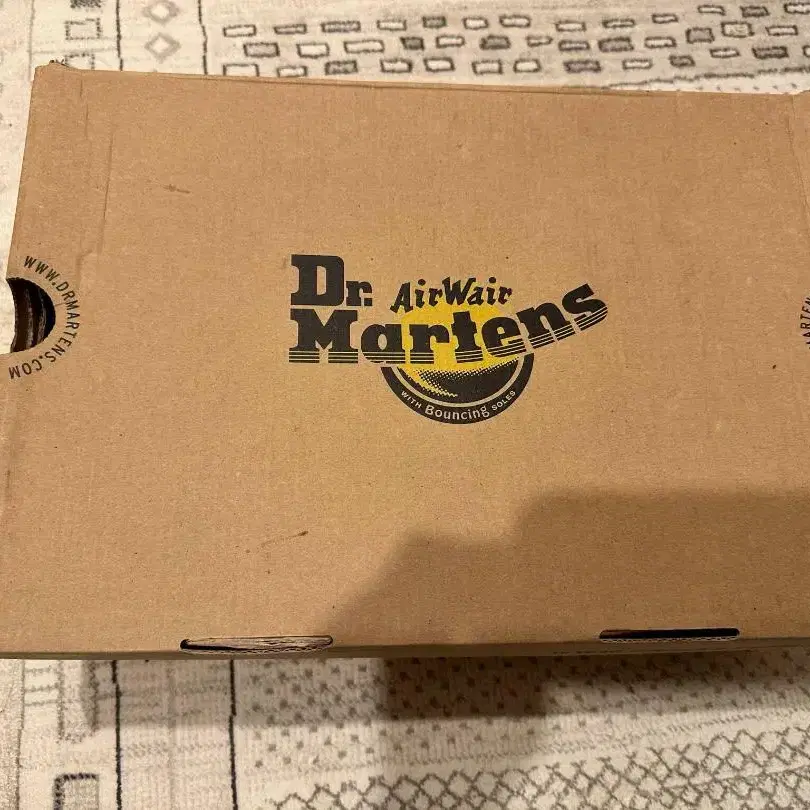 WWW.DRMARTENS.COM
Dr. AirWair
Martens
WITH Bouncing SOLES